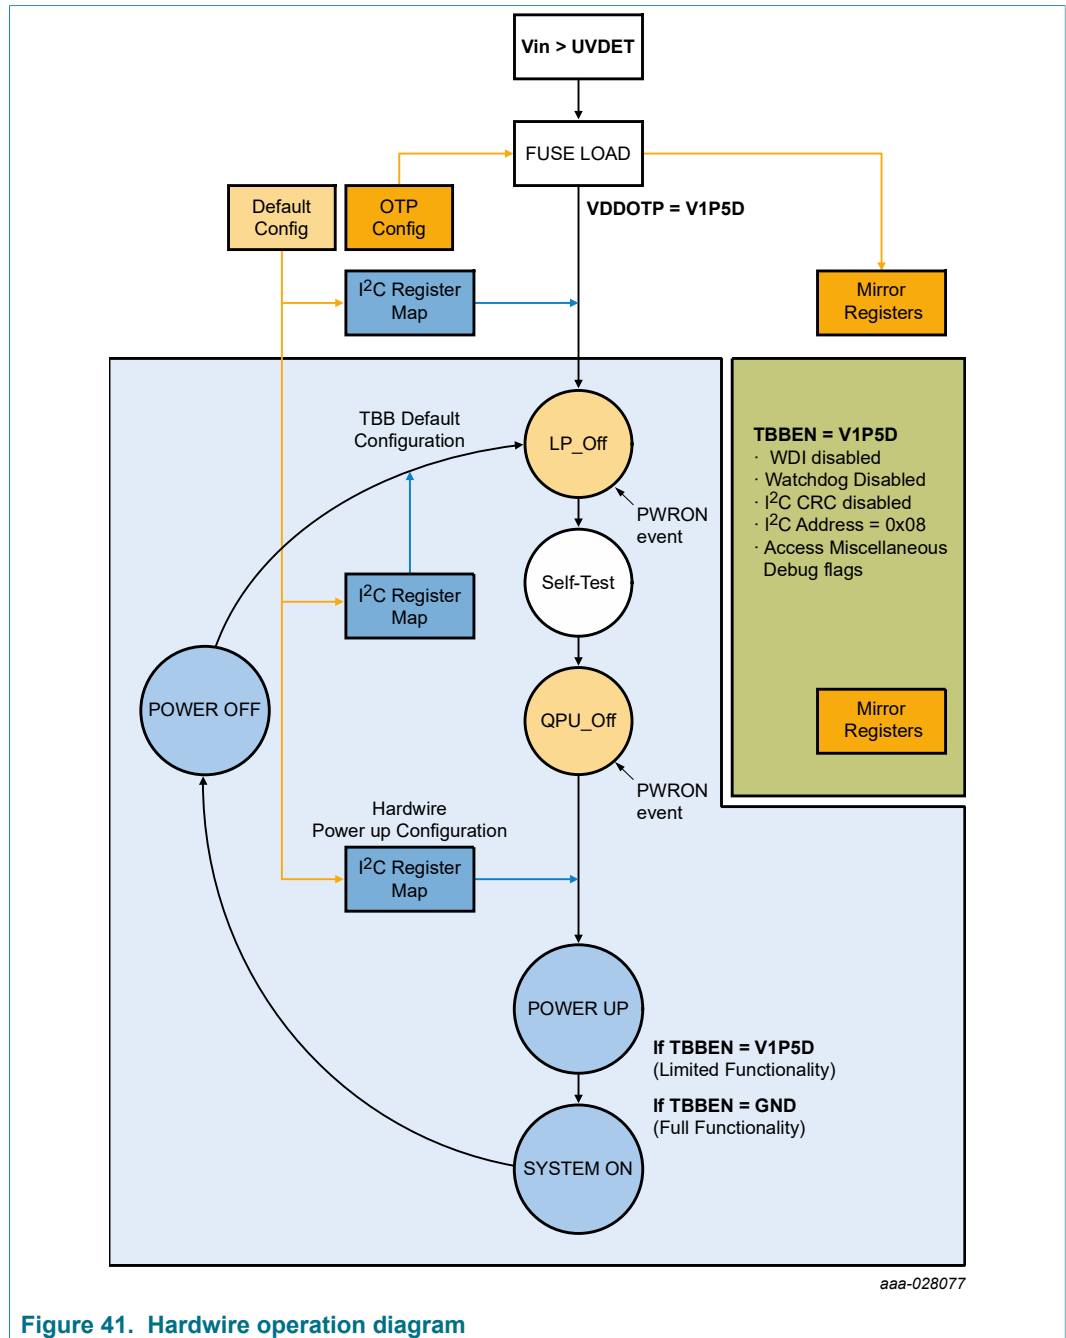 Vin > UVDET
FUSE LOAD
VDDOTP = V1P5D
Default
Config
OTP
Config
I2C Register
Map
Mirror
Registers
TBB Default
Configuration
LP_Off
PWRON
event
TBBEN = V1P5D
· WDI disabled
· Watchdog Disabled
· I2C CRC disabled
· I2C Address = 0x08
· Access Miscellaneous
Debug flags
Self-Test
I2C Register
Map
POWER OFF
QPU_Off
Mirror
Registers
PWRON
event
Hardwire
Power up Configuration
I2C Register
Map
POWER UP
If TBBEN = V1P5D
(Limited Functionality)
If TBBEN = GND
(Full Functionality)
SYSTEM ON
aaa-028077
Figure 41. Hardwire operation diagram